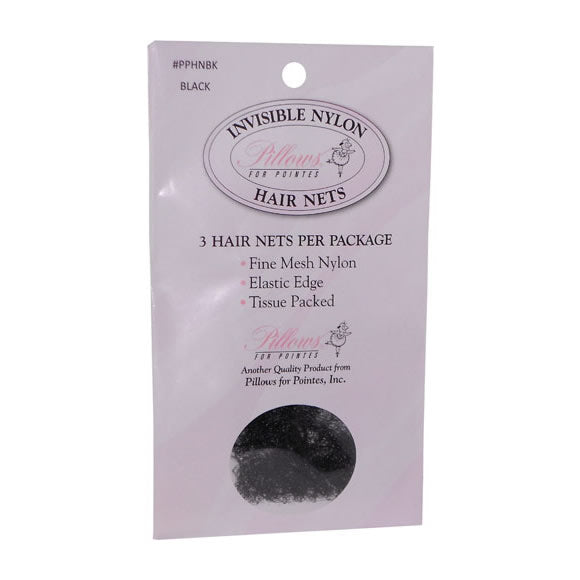 #PPHNBK
BLACK
INVISIBLE NYLON
Pillows
FOR POINTES
HAIR NETS
3 HAIR NETS PER PACKAGE
• Fine Mesh Nylon
• Elastic Edge
• Tissue Packed
Pillows
FOR POINTES
Another Quality Product from
Pillows for Pointes, Inc.